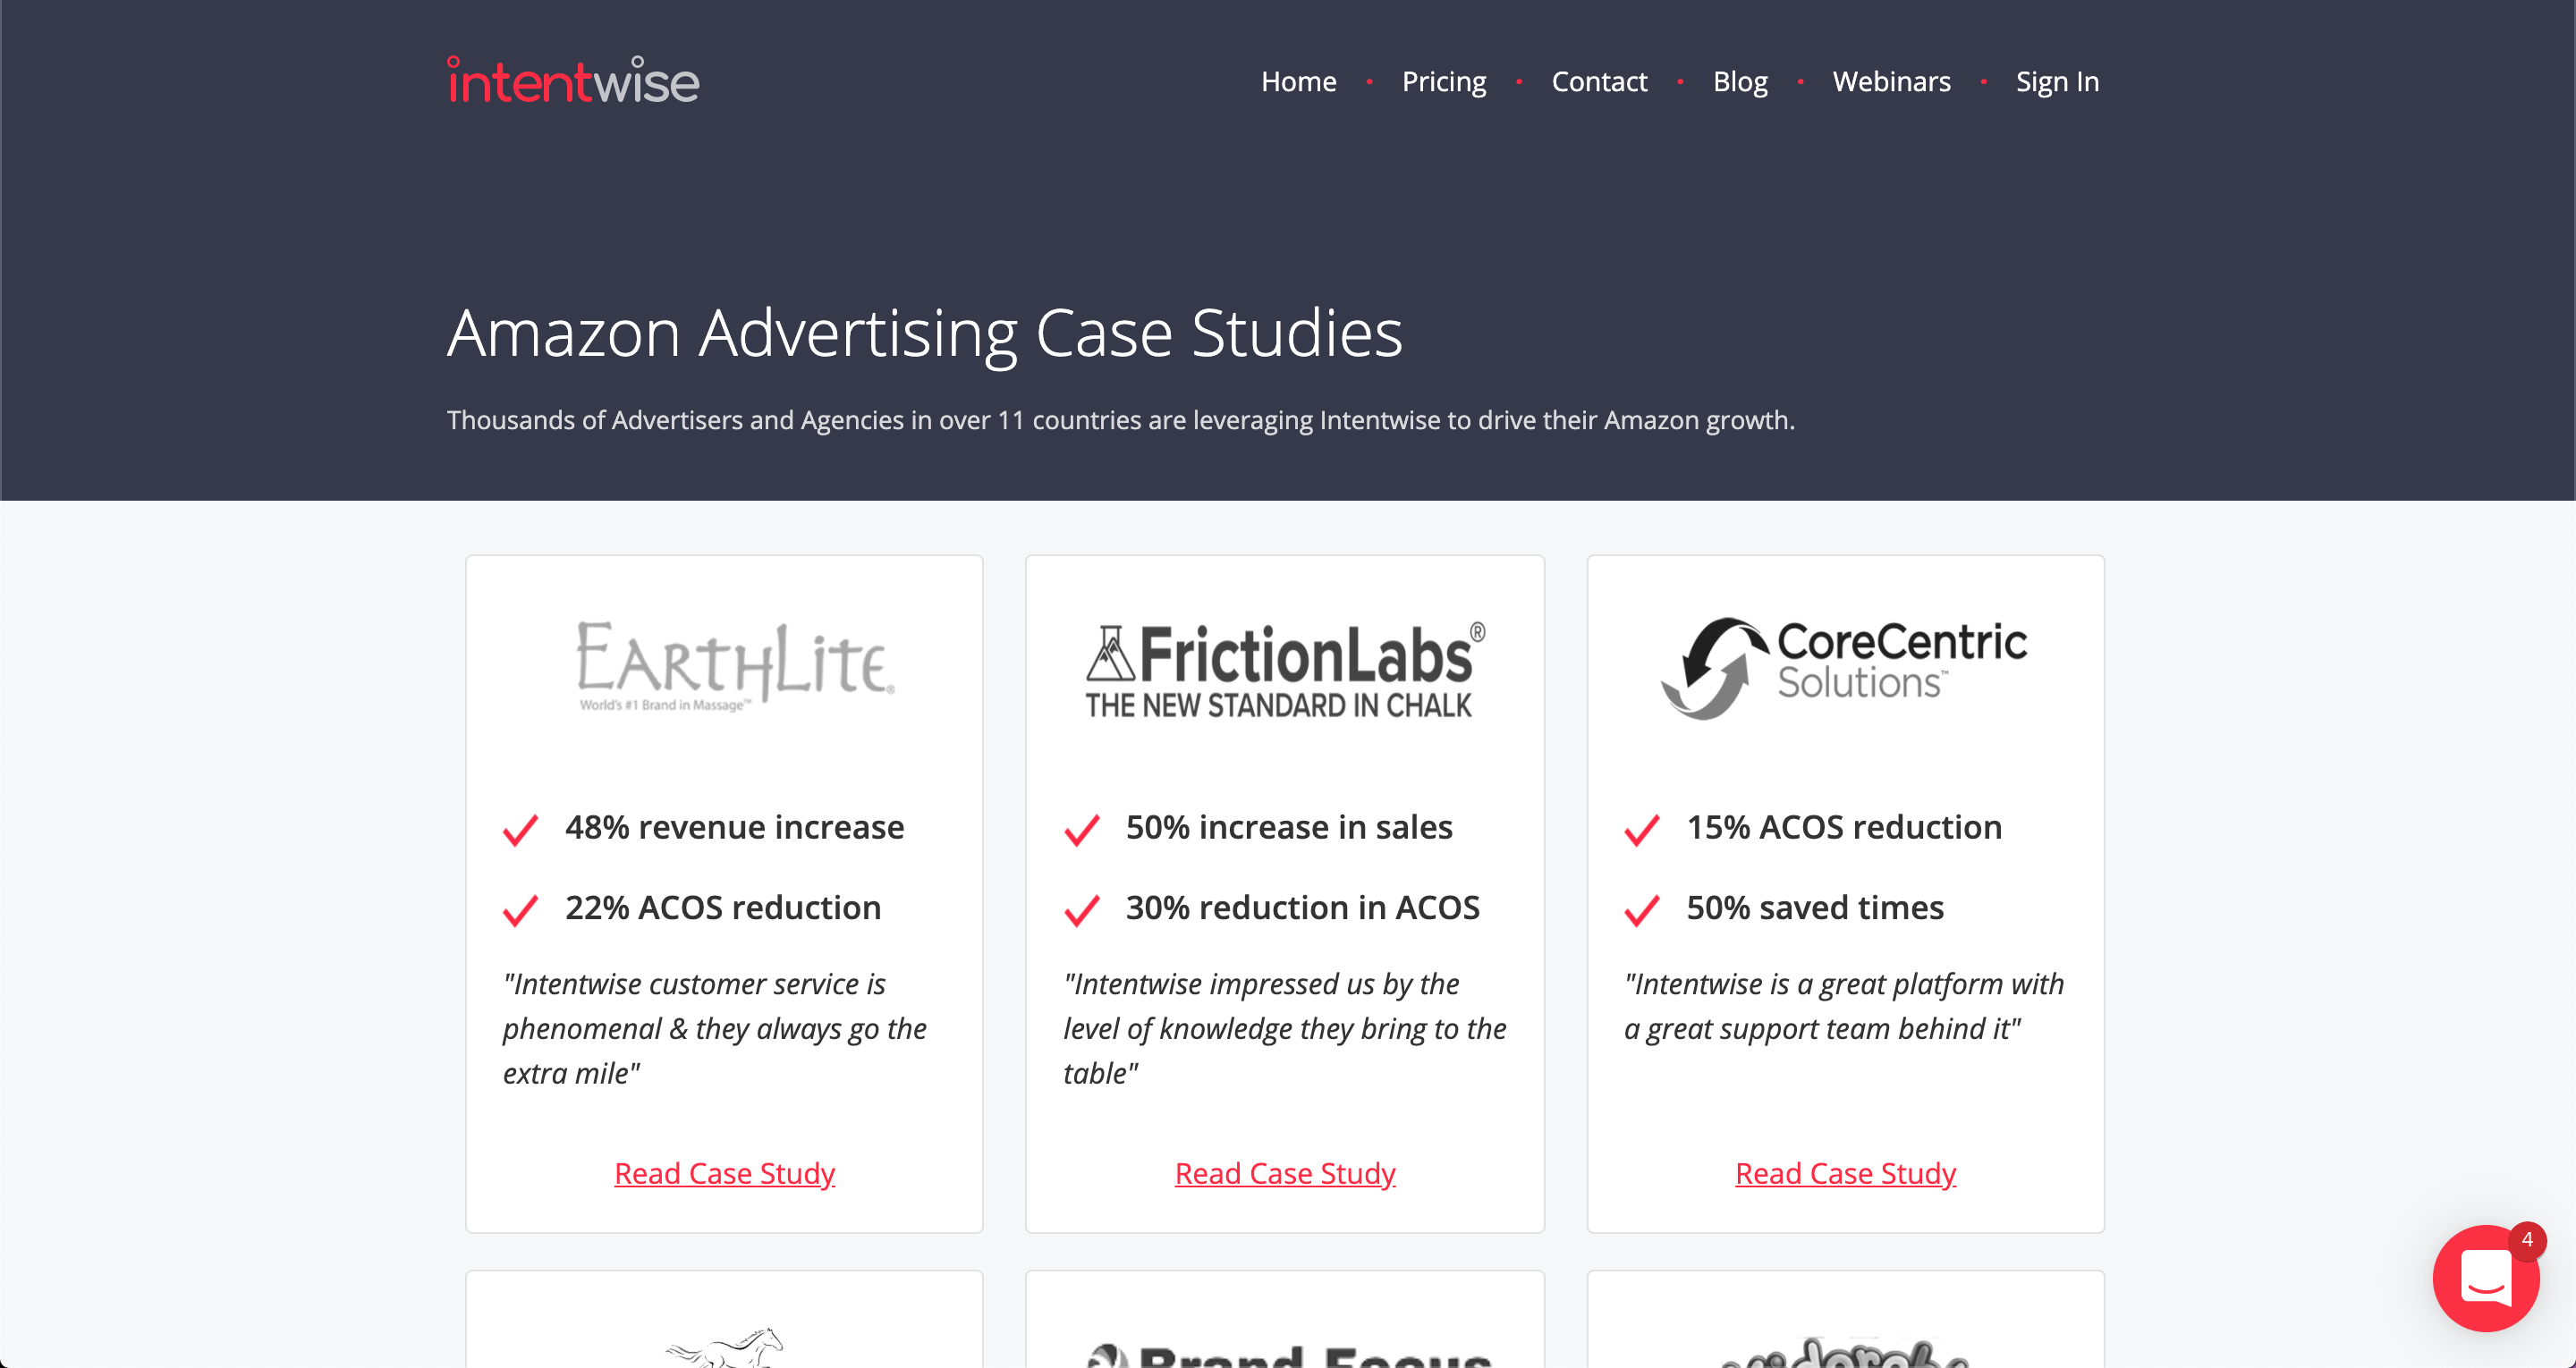 intentwise
Home • Pricing • Contact • Blog • Webinars • Sign In
Amazon Advertising Case Studies
Thousands of Advertisers and Agencies in over 11 countries are leveraging Intentwise to drive their Amazon growth.
EARTHLITE®
World's #1 Brand in Massage™
48% revenue increase
22% ACOS reduction
"Intentwise customer service is
phenomenal & they always go the
extra mile"
Read Case Study
FrictionLabs®
THE NEW STANDARD IN CHALK
50% increase in sales
30% reduction in ACOS
"Intentwise impressed us by the
level of knowledge they bring to the
table"
Read Case Study
CoreCentric
Solutions™
15% ACOS reduction
50% saved times
"Intentwise is a great platform with
a great support team behind it"
Read Case Study
Brand Focus
4